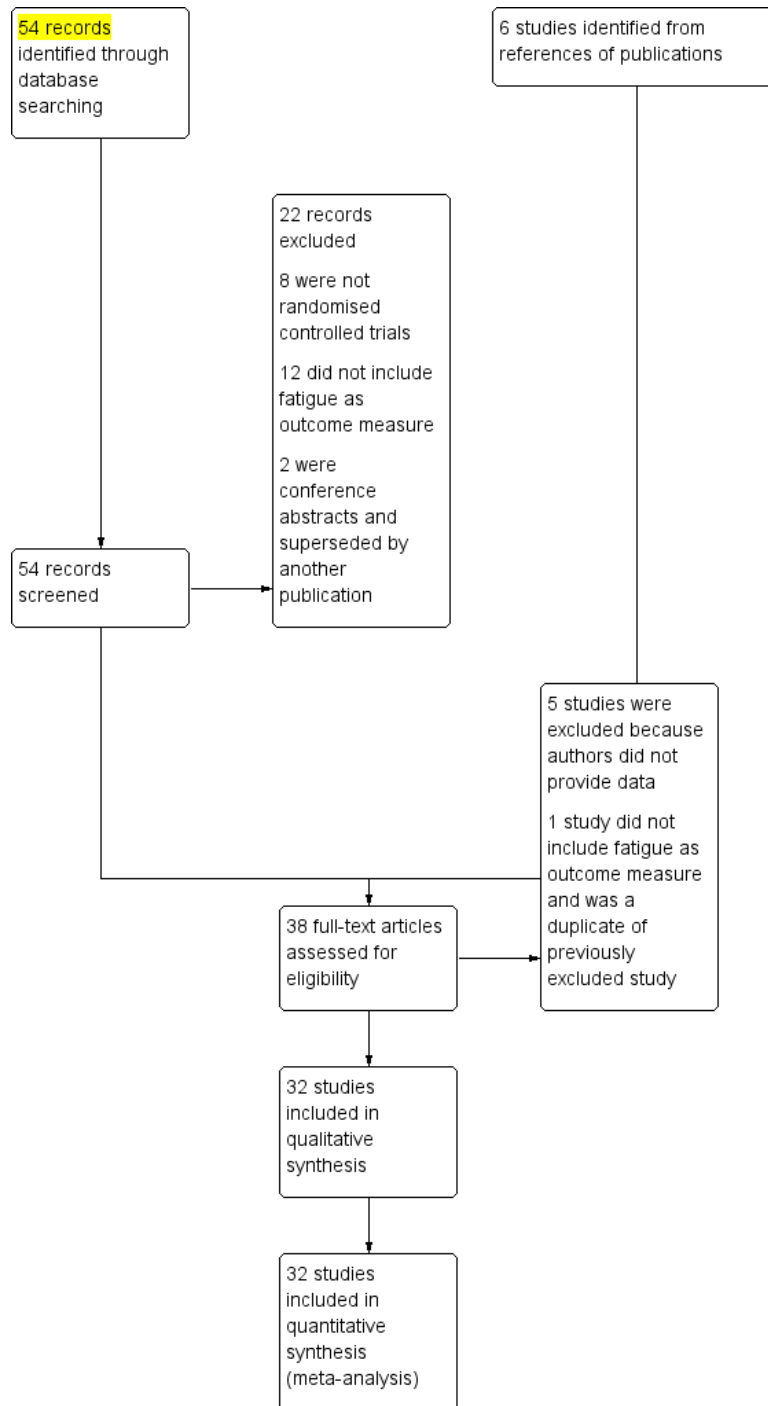 54 records
identified through
database
searching
6 studies identified from
references of publications
22 records
excluded
8 were not
randomised
controlled trials
12 did not include
fatigue as
outcome measure
2 were
conference
abstracts and
superseded by
another
publication
54 records
screened
5 studies were
excluded because
authors did not
provide data
1 study did not
include fatigue as
outcome measure
and was a
duplicate of
previously
excluded study
38 full-text articles
assessed for
eligibility
32 studies
included in
qualitative
synthesis
32 studies
included in
quantitative
synthesis
(meta-analysis)